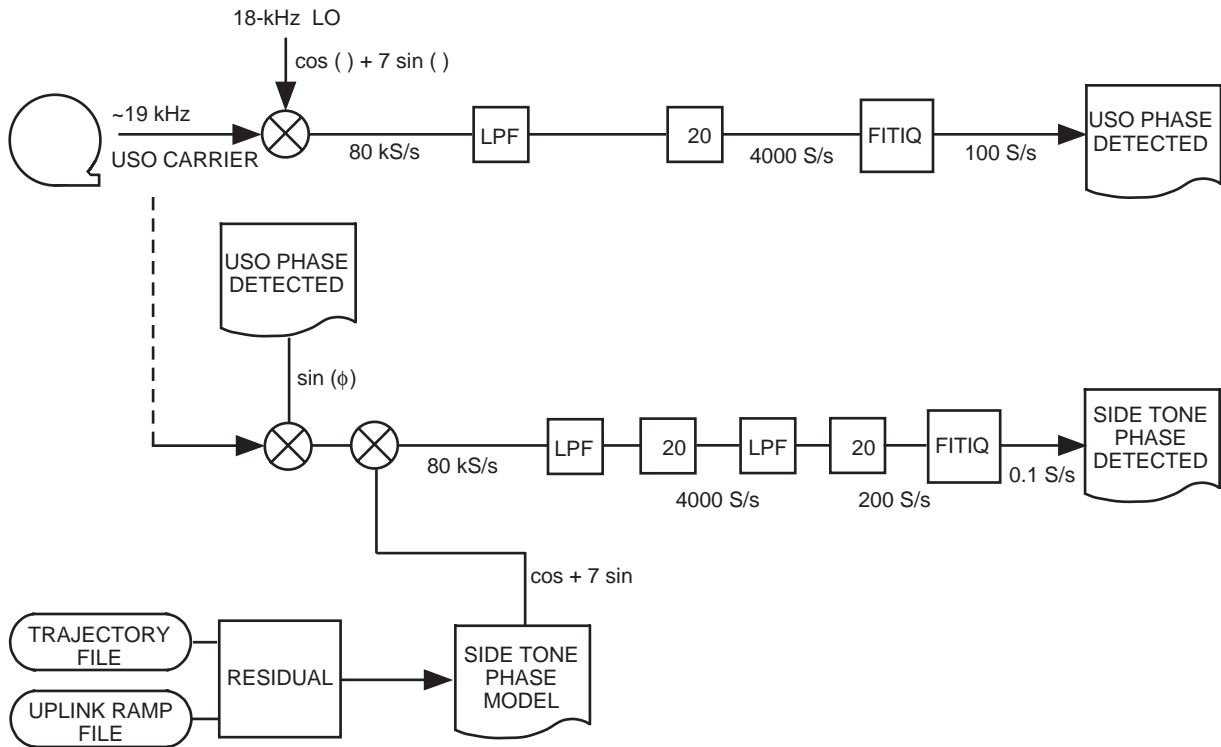 18-kHz LO
cos ( ) + 7 sin ( )
~19 kHz
USO CARRIER
80 kS/s
LPF
20
4000 S/s
FITIQ
100 S/s
USO PHASE
DETECTED
USO PHASE
DETECTED
sin (ϕ)
80 kS/s
LPF
20
4000 S/s
LPF
20
200 S/s
FITIQ
0.1 S/s
SIDE TONE
PHASE
DETECTED
cos + 7 sin
TRAJECTORY
FILE
UPLINK RAMP
FILE
RESIDUAL
SIDE TONE
PHASE
MODEL